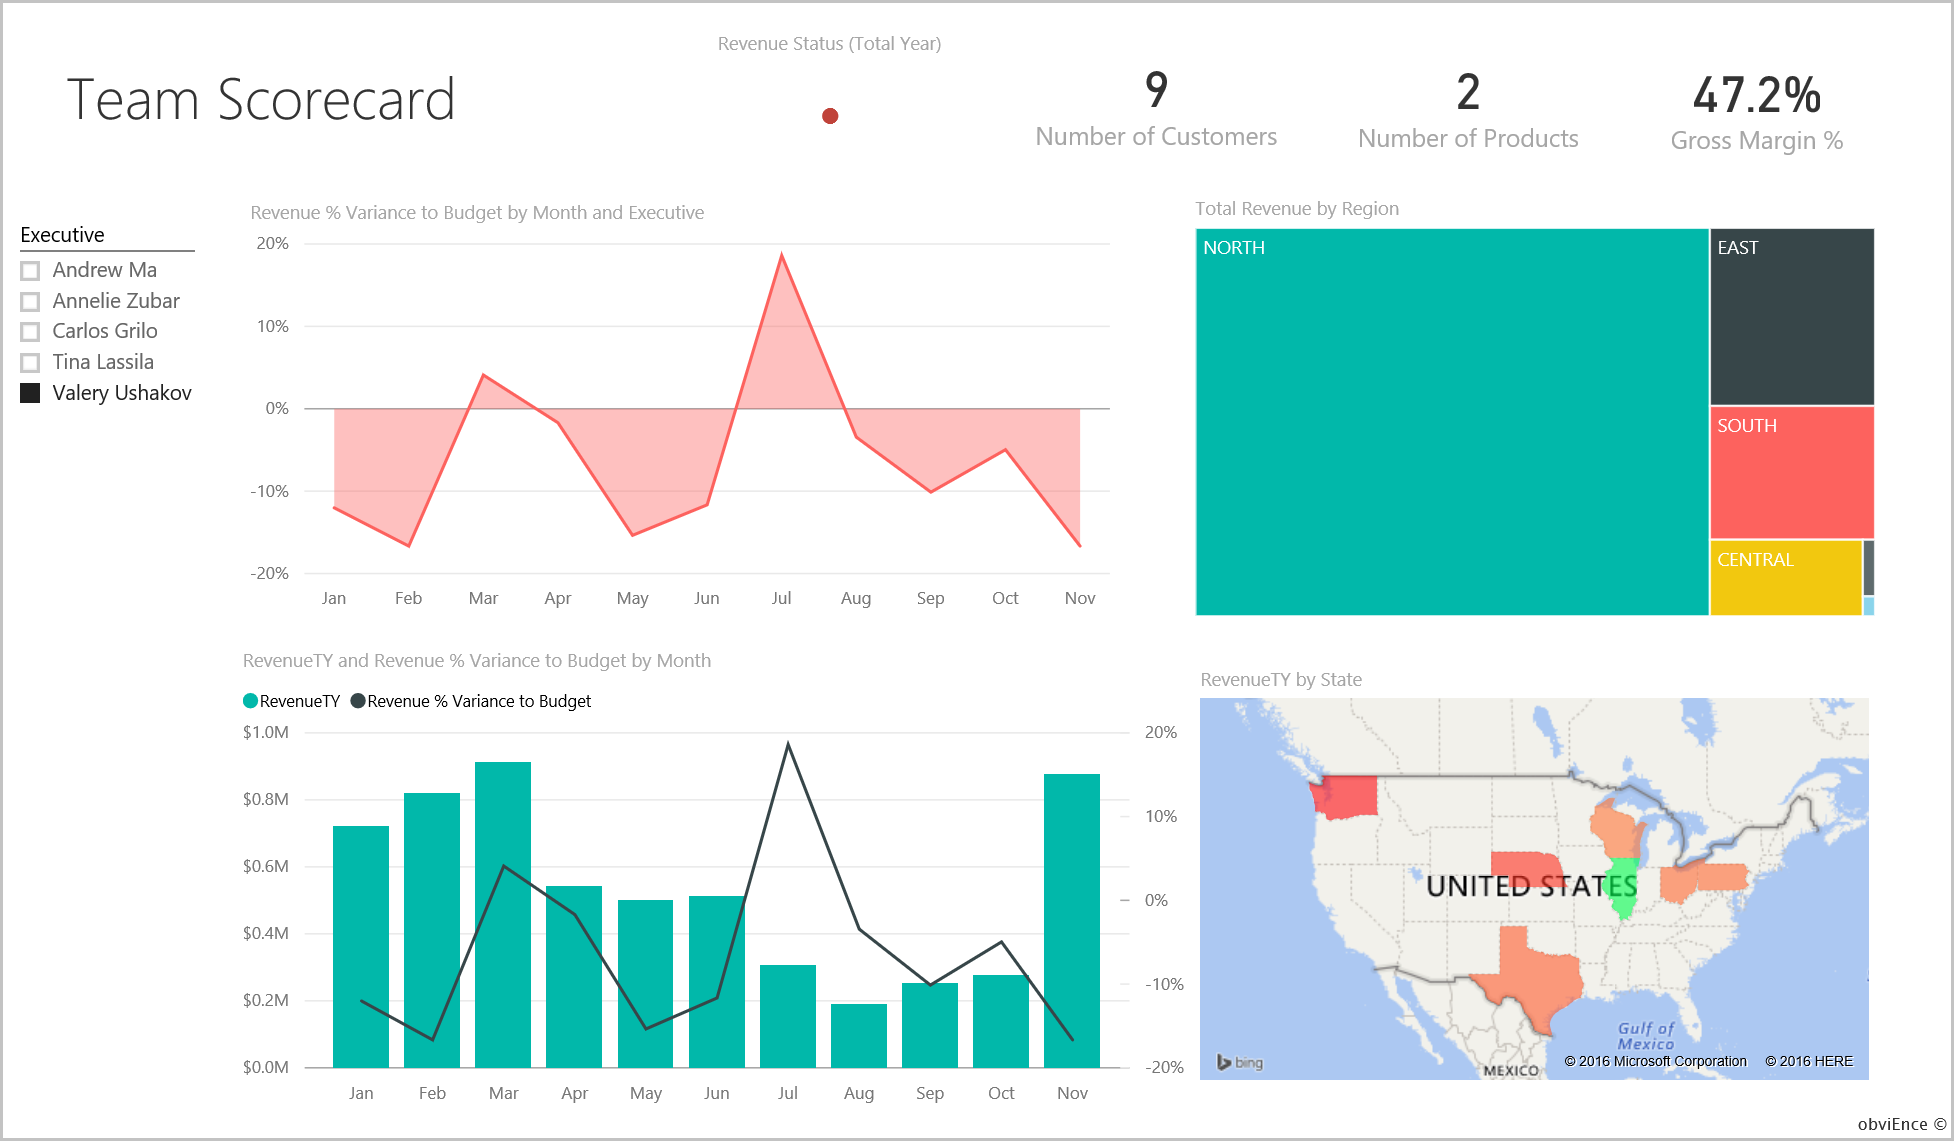 Revenue Status (Total Year)
Team Scorecard
9
Number of Customers
2
Number of Products
47.2%
Gross Margin %
Executive
Andrew Ma
Annelie Zubar
Carlos Grilo
Tina Lassila
Valery Ushakov
Revenue % Variance to Budget by Month and Executive
20%
10%
0%
-10%
-20%
Jan Feb Mar Apr May Jun Jul Aug Sep Oct Nov
Total Revenue by Region
NORTH
EAST
SOUTH
CENTRAL
RevenueTY and Revenue % Variance to Budget by Month
RevenueTY Revenue % Variance to Budget
$1.0M
$0.8M
$0.6M
$0.4M
$0.2M
$0.0M
20%
10%
0%
-10%
-20%
Jan Feb Mar Apr May Jun Jul Aug Sep Oct Nov
RevenueTY by State
UNITED STATES
Gulf of
Mexico
MEXICO
bing
© 2016 Microsoft Corporation © 2016 HERE
obviEnce ©